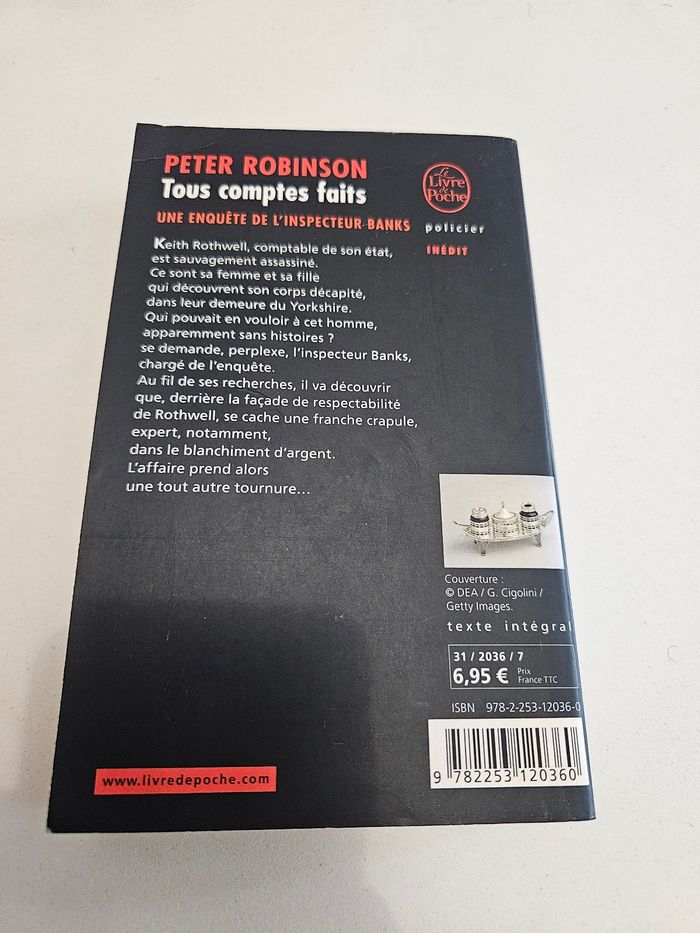 PETER ROBINSON
Tous comptes faits
UNE ENQUÊTE DE L'INSPECTEUR BANKS
Keith Rothwell, comptable de son état,
est sauvagement assassiné.
Ce sont sa femme et sa fille
qui découvrent son corps décapité,
dans leur demeure du Yorkshire.
Qui pouvait en vouloir à cet homme,
apparemment sans histoires ?
se demande, perplexe, l'inspecteur Banks,
chargé de l'enquête.
Au fil de ses recherches, il va découvrir
que, derrière la façade de respectabilité
de Rothwell, se cache une franche crapule,
expert, notamment,
dans le blanchiment d'argent.
L'affaire prend alors
une tout autre tournure...
Le
Livre
de
Poche
policier
INÉDIT
Couverture :
© DEA / G. Cigolini /
Getty Images.
texte intégral
31 / 2036 / 7
6,95 € Prix
France TTC
ISBN 978-2-253-12036-0
9 782253 120360
www.livredepoche.com